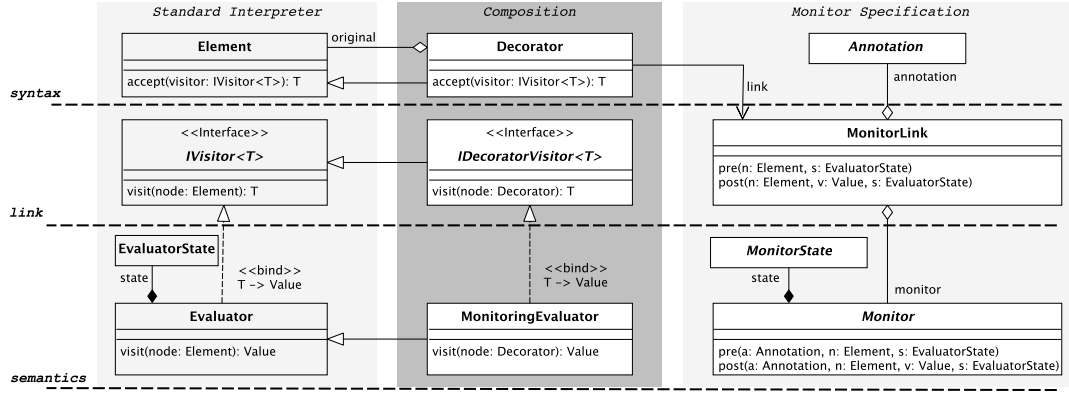 Standard Interpreter
Composition
Monitor Specification
Element
accept(visitor: IVisitor<T>): T
original
Decorator
accept(visitor: IVisitor<T>): T
link
Annotation
annotation
syntax
<<Interface>>
IVisitor<T>
visit(node: Element): T
<<Interface>>
IDecoratorVisitor<T>
visit(node: Decorator): T
MonitorLink
pre(n: Element, s: EvaluatorState)
post(n: Element, v: Value, s: EvaluatorState)
link
EvaluatorState
state
<<bind>>
T -> Value
<<bind>>
T -> Value
MonitorState
state
monitor
Evaluator
visit(node: Element): Value
MonitoringEvaluator
visit(node: Decorator): Value
Monitor
pre(a: Annotation, n: Element, s: EvaluatorState)
post(a: Annotation, n: Element, v: Value, s: EvaluatorState)
semantics